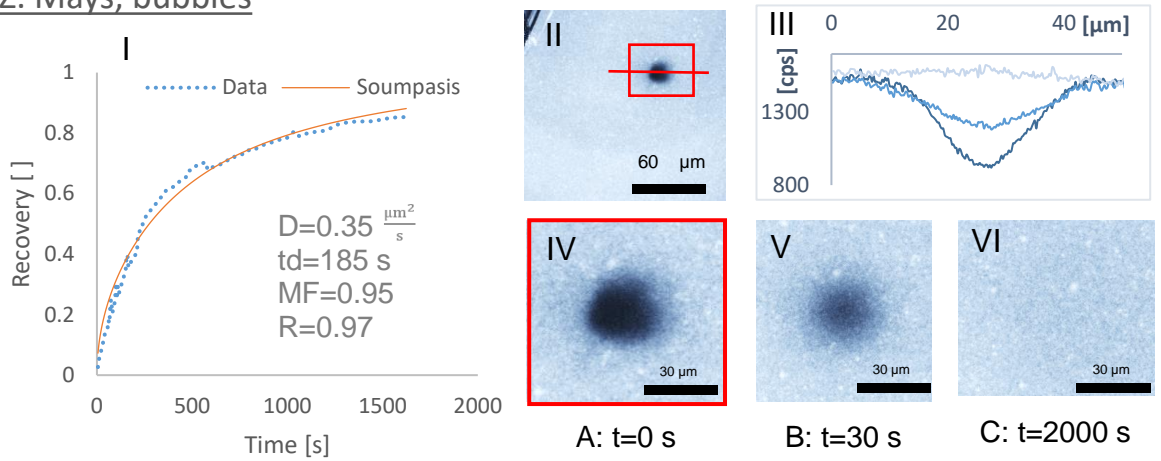 Z. Mays, bubbles
I
1
0.8
0.6
0.4
0.2
0
Recovery [ ]
Data
Soumpasis
D=0.35 μm²/s
td=185 s
MF=0.95
R=0.97
0 500 1000 1500 2000
Time [s]
II
60 μm
III
0 20 40 [μm]
[cps]
1300
800
IV
30 μm
V
30 μm
VI
30 μm
A: t=0 s
B: t=30 s
C: t=2000 s